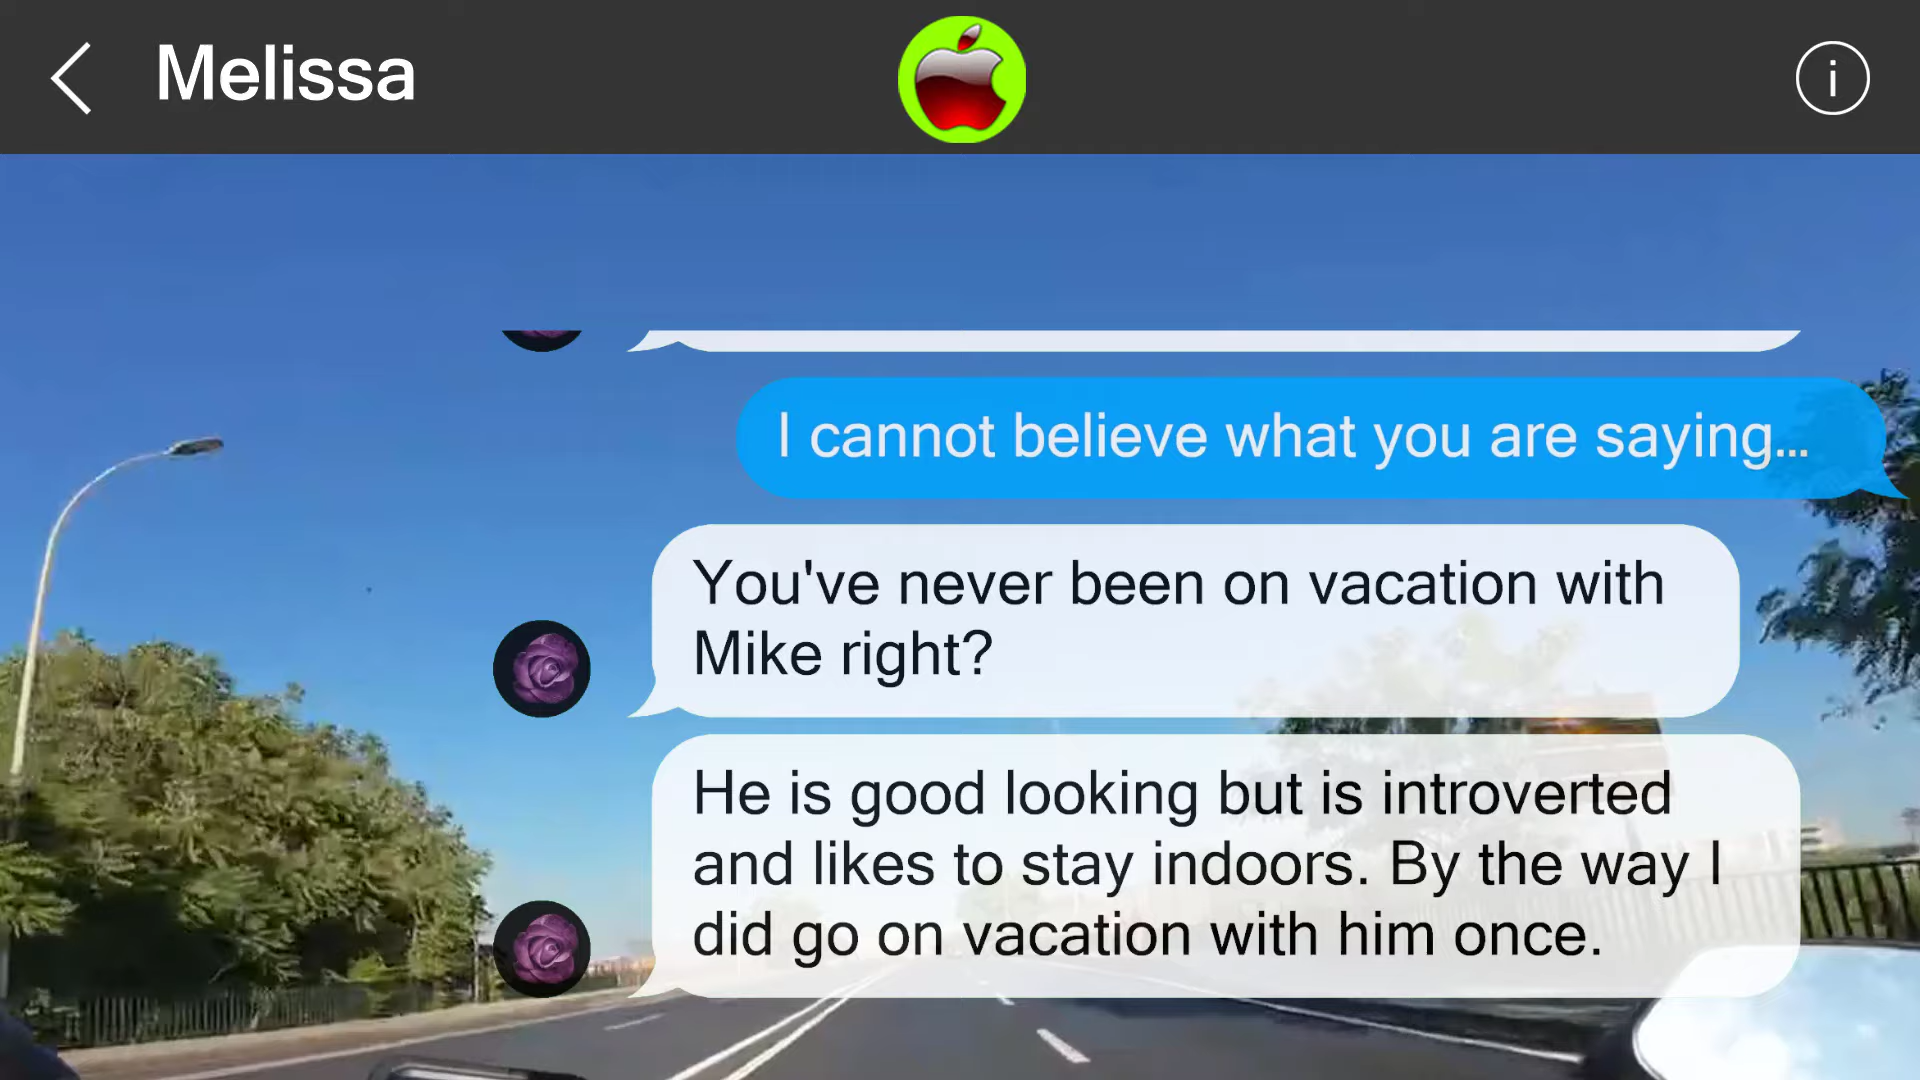 Melissa
i
I cannot believe what you are saying...
You've never been on vacation with
Mike right?
He is good looking but is introverted
and likes to stay indoors. By the way I
did go on vacation with him once.